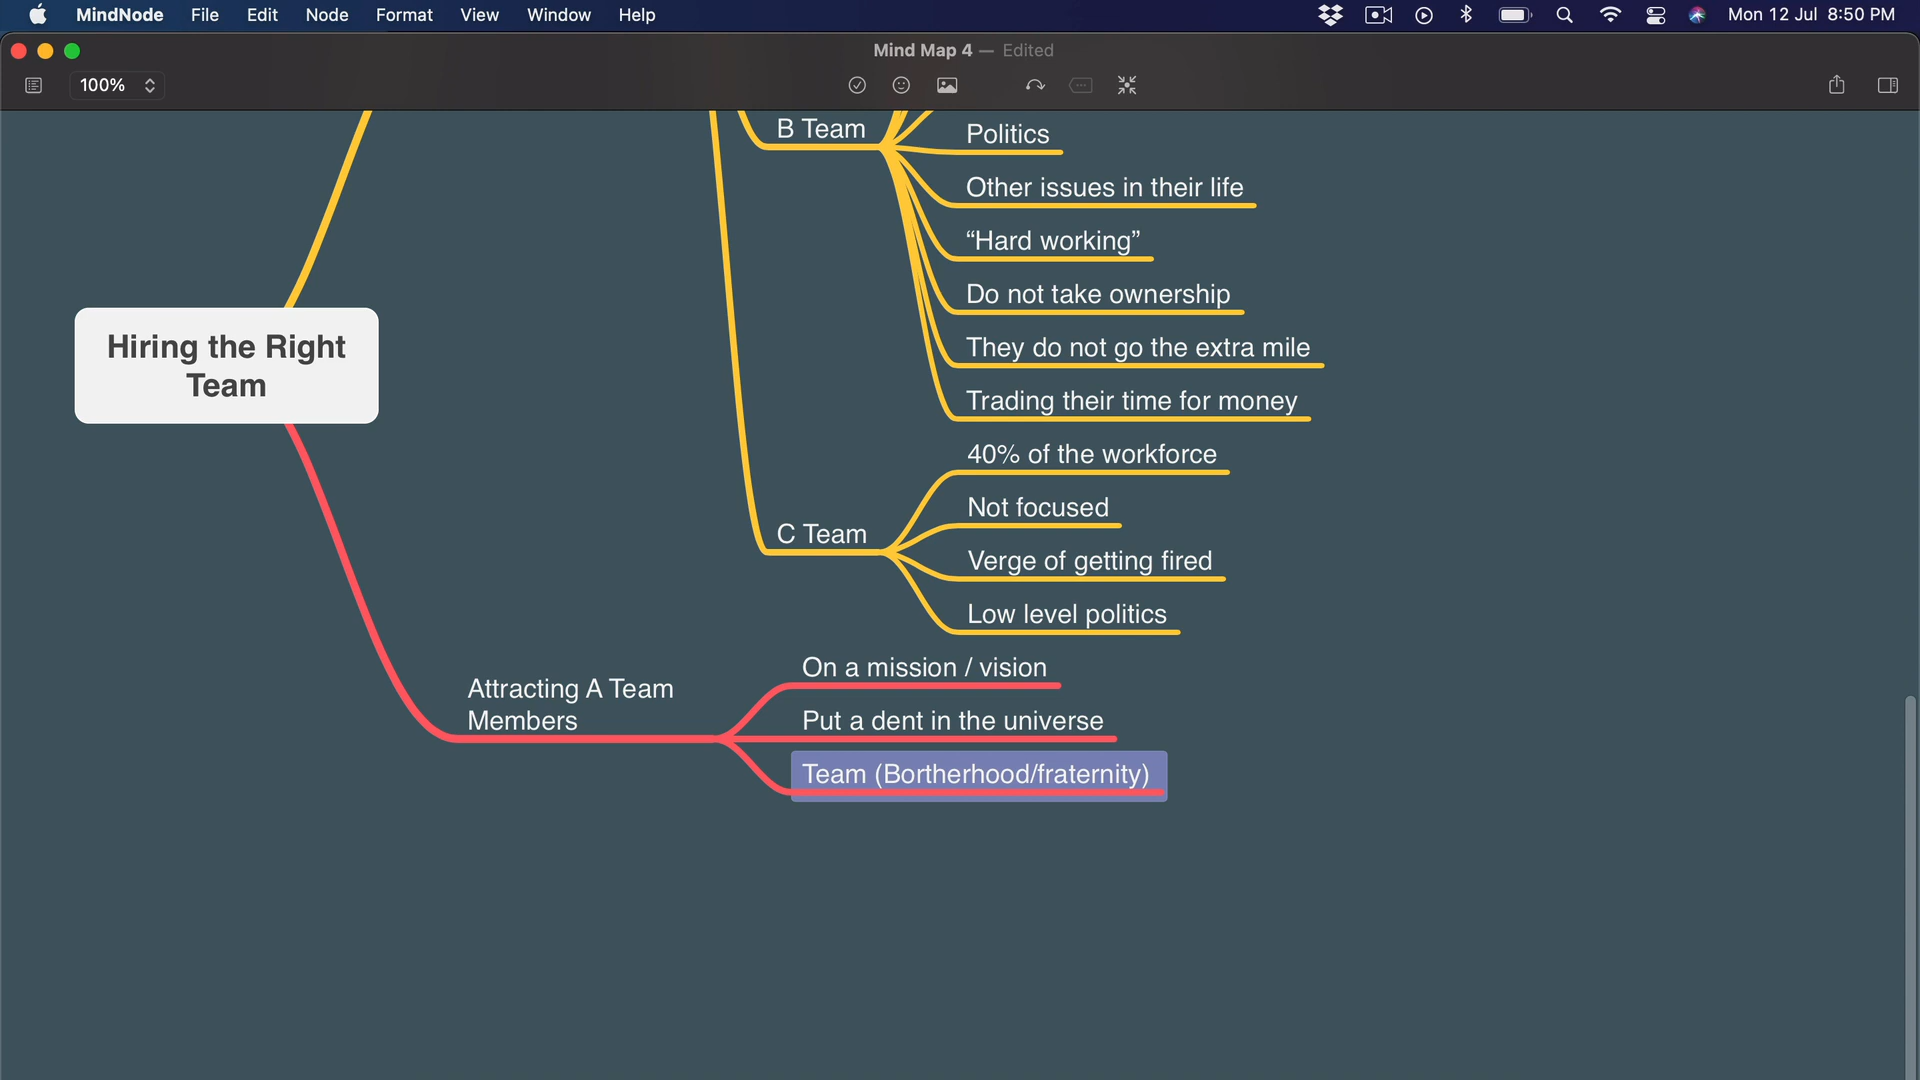 MindNode File Edit Node Format View Window Help Mon 12 Jul 8:50 PM
Mind Map 4 — Edited
100%
B Team
Politics
Other issues in their life
“Hard working”
Do not take ownership
They do not go the extra mile
Trading their time for money
Hiring the Right
Team
C Team
40% of the workforce
Not focused
Verge of getting fired
Low level politics
Attracting A Team
Members
On a mission / vision
Put a dent in the universe
Team (Bortherhood/fraternity)